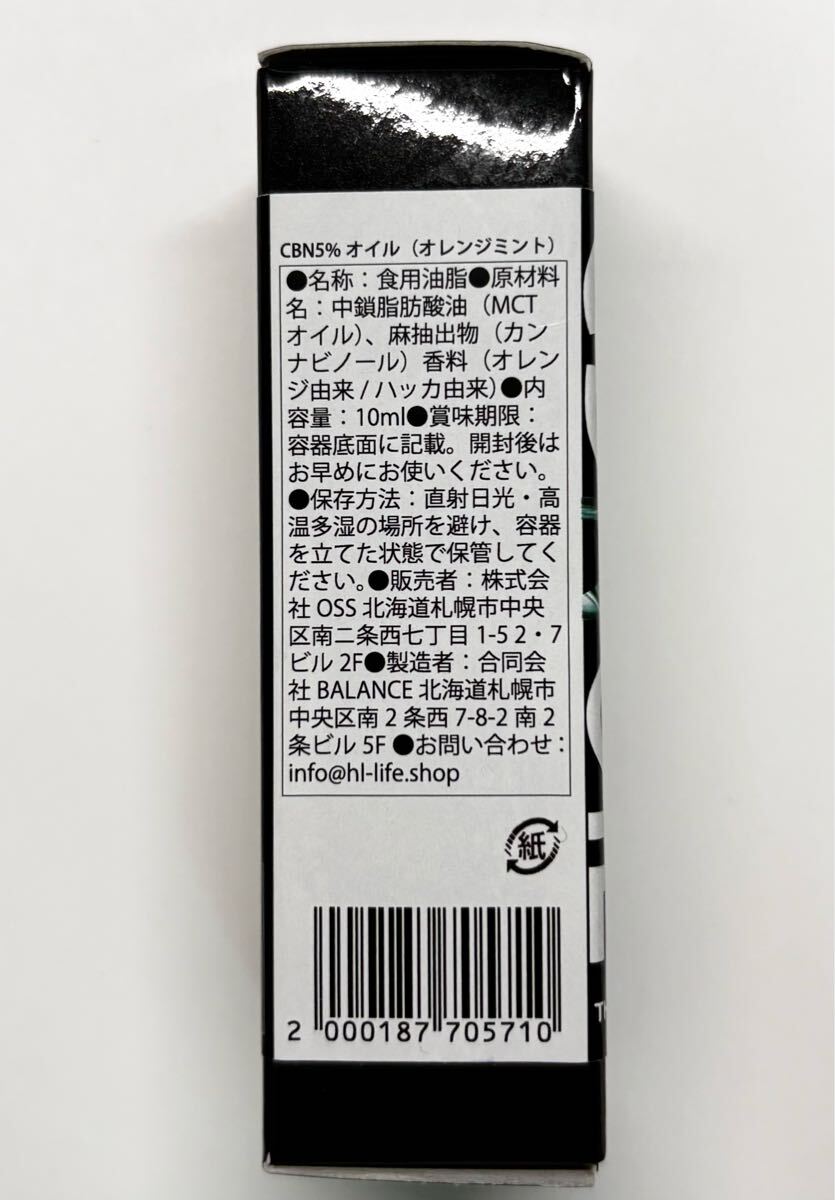 CBN5% オイル（オレンジミント）
●名称：食用油脂●原材料
名：中鎖脂肪酸油（MCT
オイル）、麻抽出物（カン
ナビノール）香料（オレン
ジ由来 / ハッカ由来）●内
容量：10ml●賞味期限：
容器底面に記載。開封後は
お早めにお使いください。
●保存方法：直射日光・高
温多湿の場所を避け、容器
を立てた状態で保管してく
ださい。●販売者：株式会
社 OSS 北海道札幌市中央
区南二条西七丁目 1-5 2・7
ビル 2F●製造者：合同会
社 BALANCE 北海道札幌市
中央区南 2 条西 7-8-2 南 2
条ビル 5F ●お問い合わせ：
info@hl-life.shop
紙
2 000187 705710